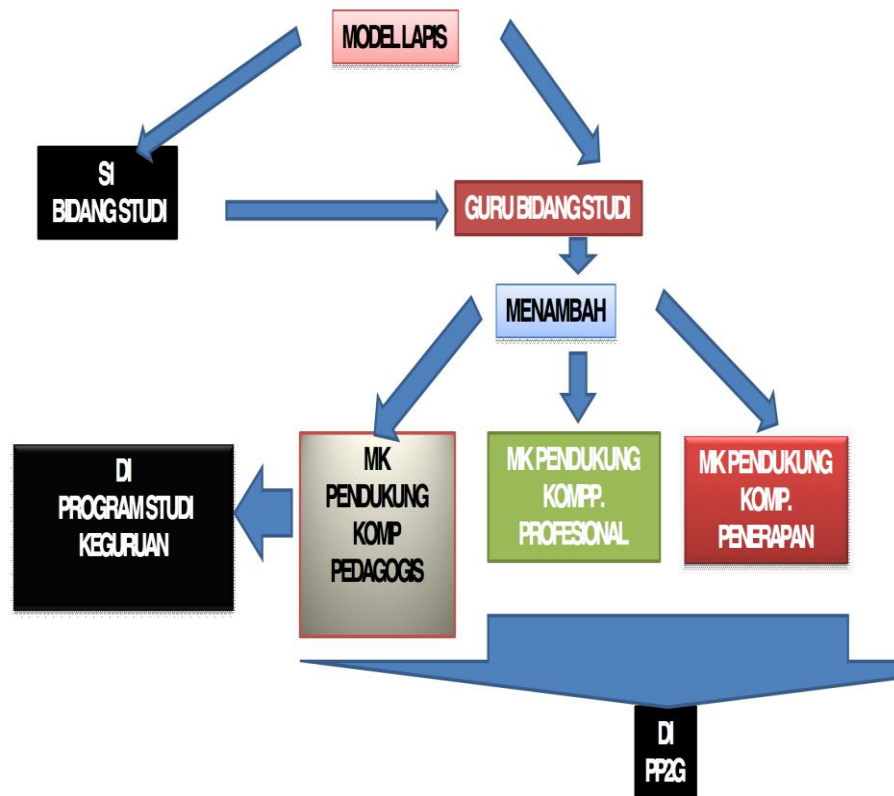 MODEL LAPIS
S1
BIDANG STUDI
GURU BIDANG STUDI
MENAMBAH
DI
PROGRAM STUDI
KEGURUAN
MK
PENDUKUNG
KOMP
PEDAGOGIS
MK PENDUKUNG
KOMPP.
PROFESIONAL
MK PENDUKUNG
KOMP.
PENERAPAN
DI
PP2G